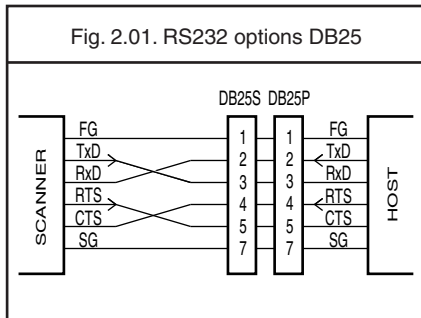 Fig. 2.01. RS232 options DB25
DB25S DB25P
FG 1 1 FG
TxD 2 2 TxD
RxD 3 3 RxD
RTS 4 4 RTS
CTS 5 5 CTS
SG 7 7 SG
SCANNER
HOST